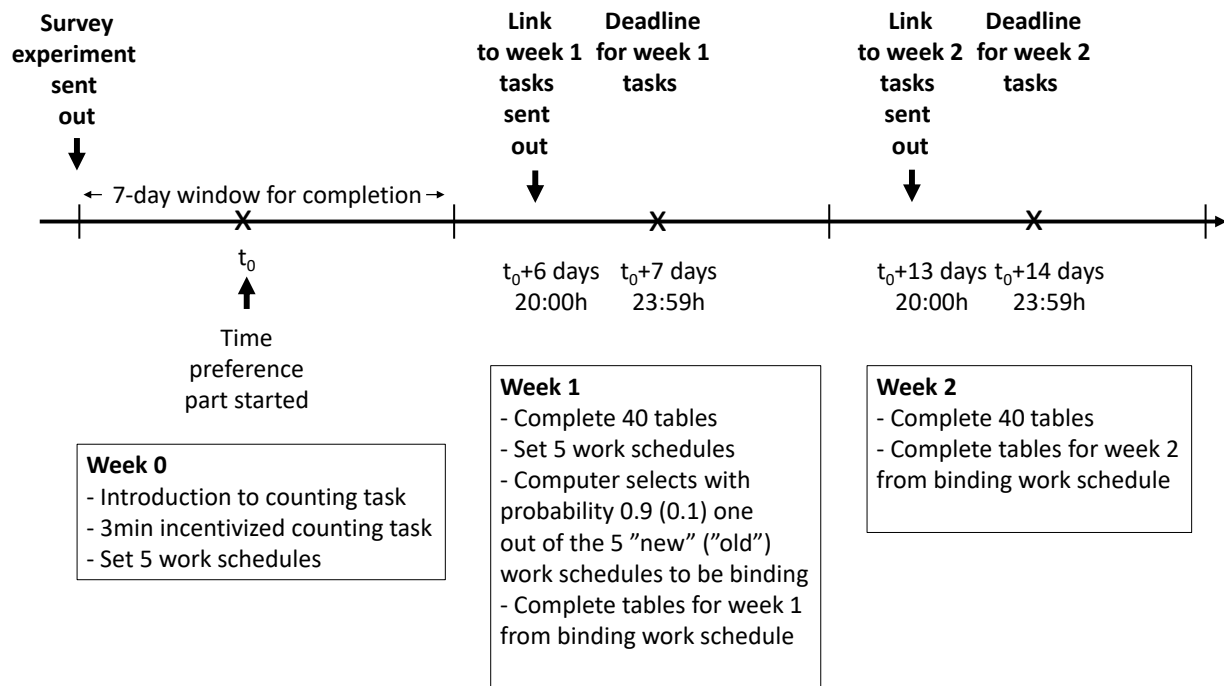 Survey
experiment
sent
out
Link
to week 1
tasks
sent
out
Deadline
for week 1
tasks
Link
to week 2
tasks
sent
out
Deadline
for week 2
tasks
7-day window for completion
t₀
Time
preference
part started
t₀+6 days
20:00h
t₀+7 days
23:59h
t₀+13 days
20:00h
t₀+14 days
23:59h
Week 0
- Introduction to counting task
- 3min incentivized counting task
- Set 5 work schedules
Week 1
- Complete 40 tables
- Set 5 work schedules
- Computer selects with
probability 0.9 (0.1) one
out of the 5 ”new” (”old”)
work schedules to be binding
- Complete tables for week 1
from binding work schedule
Week 2
- Complete 40 tables
- Complete tables for week 2
from binding work schedule